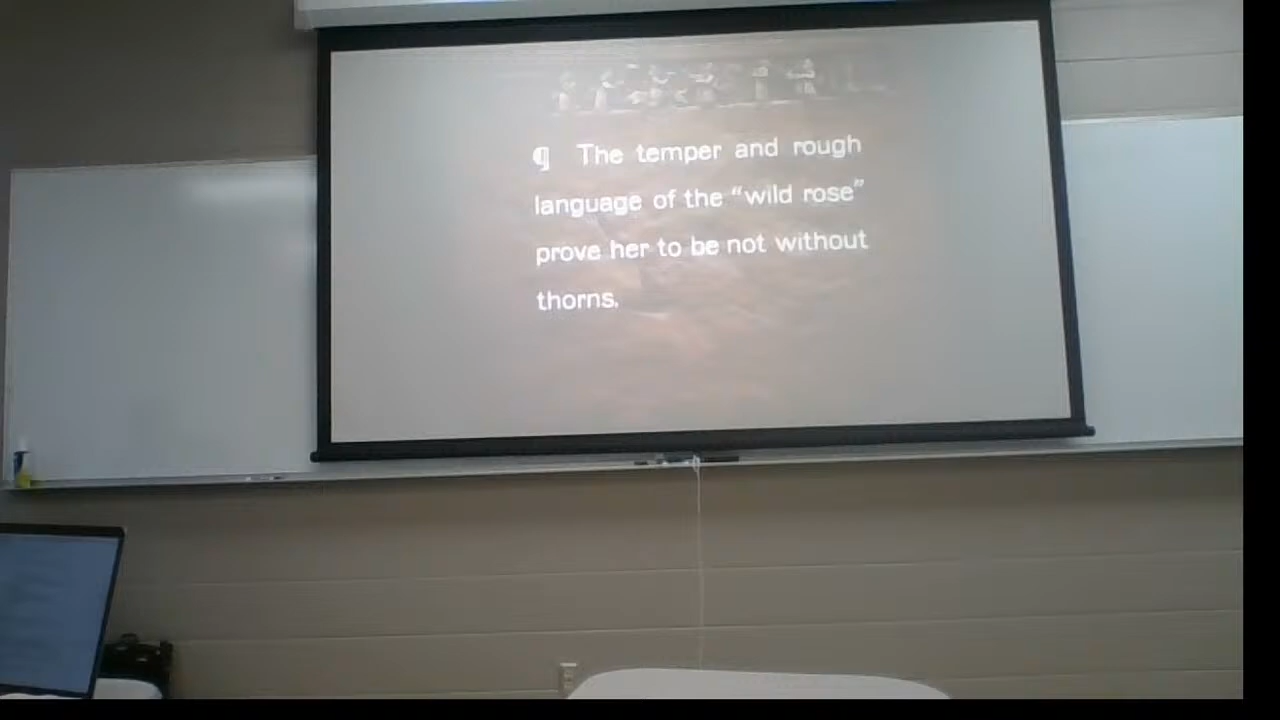 ¶ The temper and rough
language of the “wild rose”
prove her to be not without
thorns.